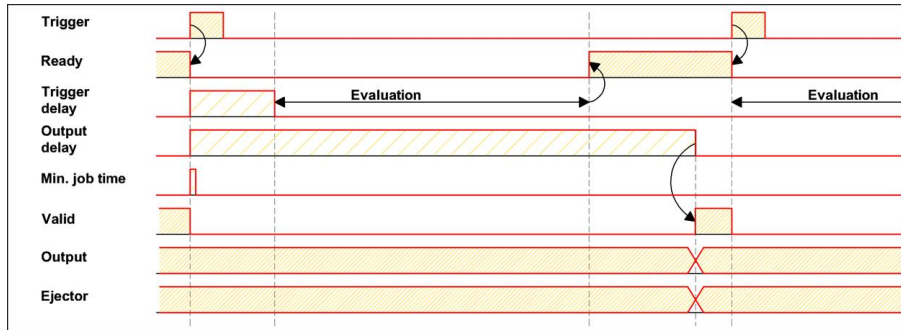 Trigger
Ready
Trigger
delay
Evaluation
Evaluation
Output
delay
Min. job time
Valid
Output
Ejector